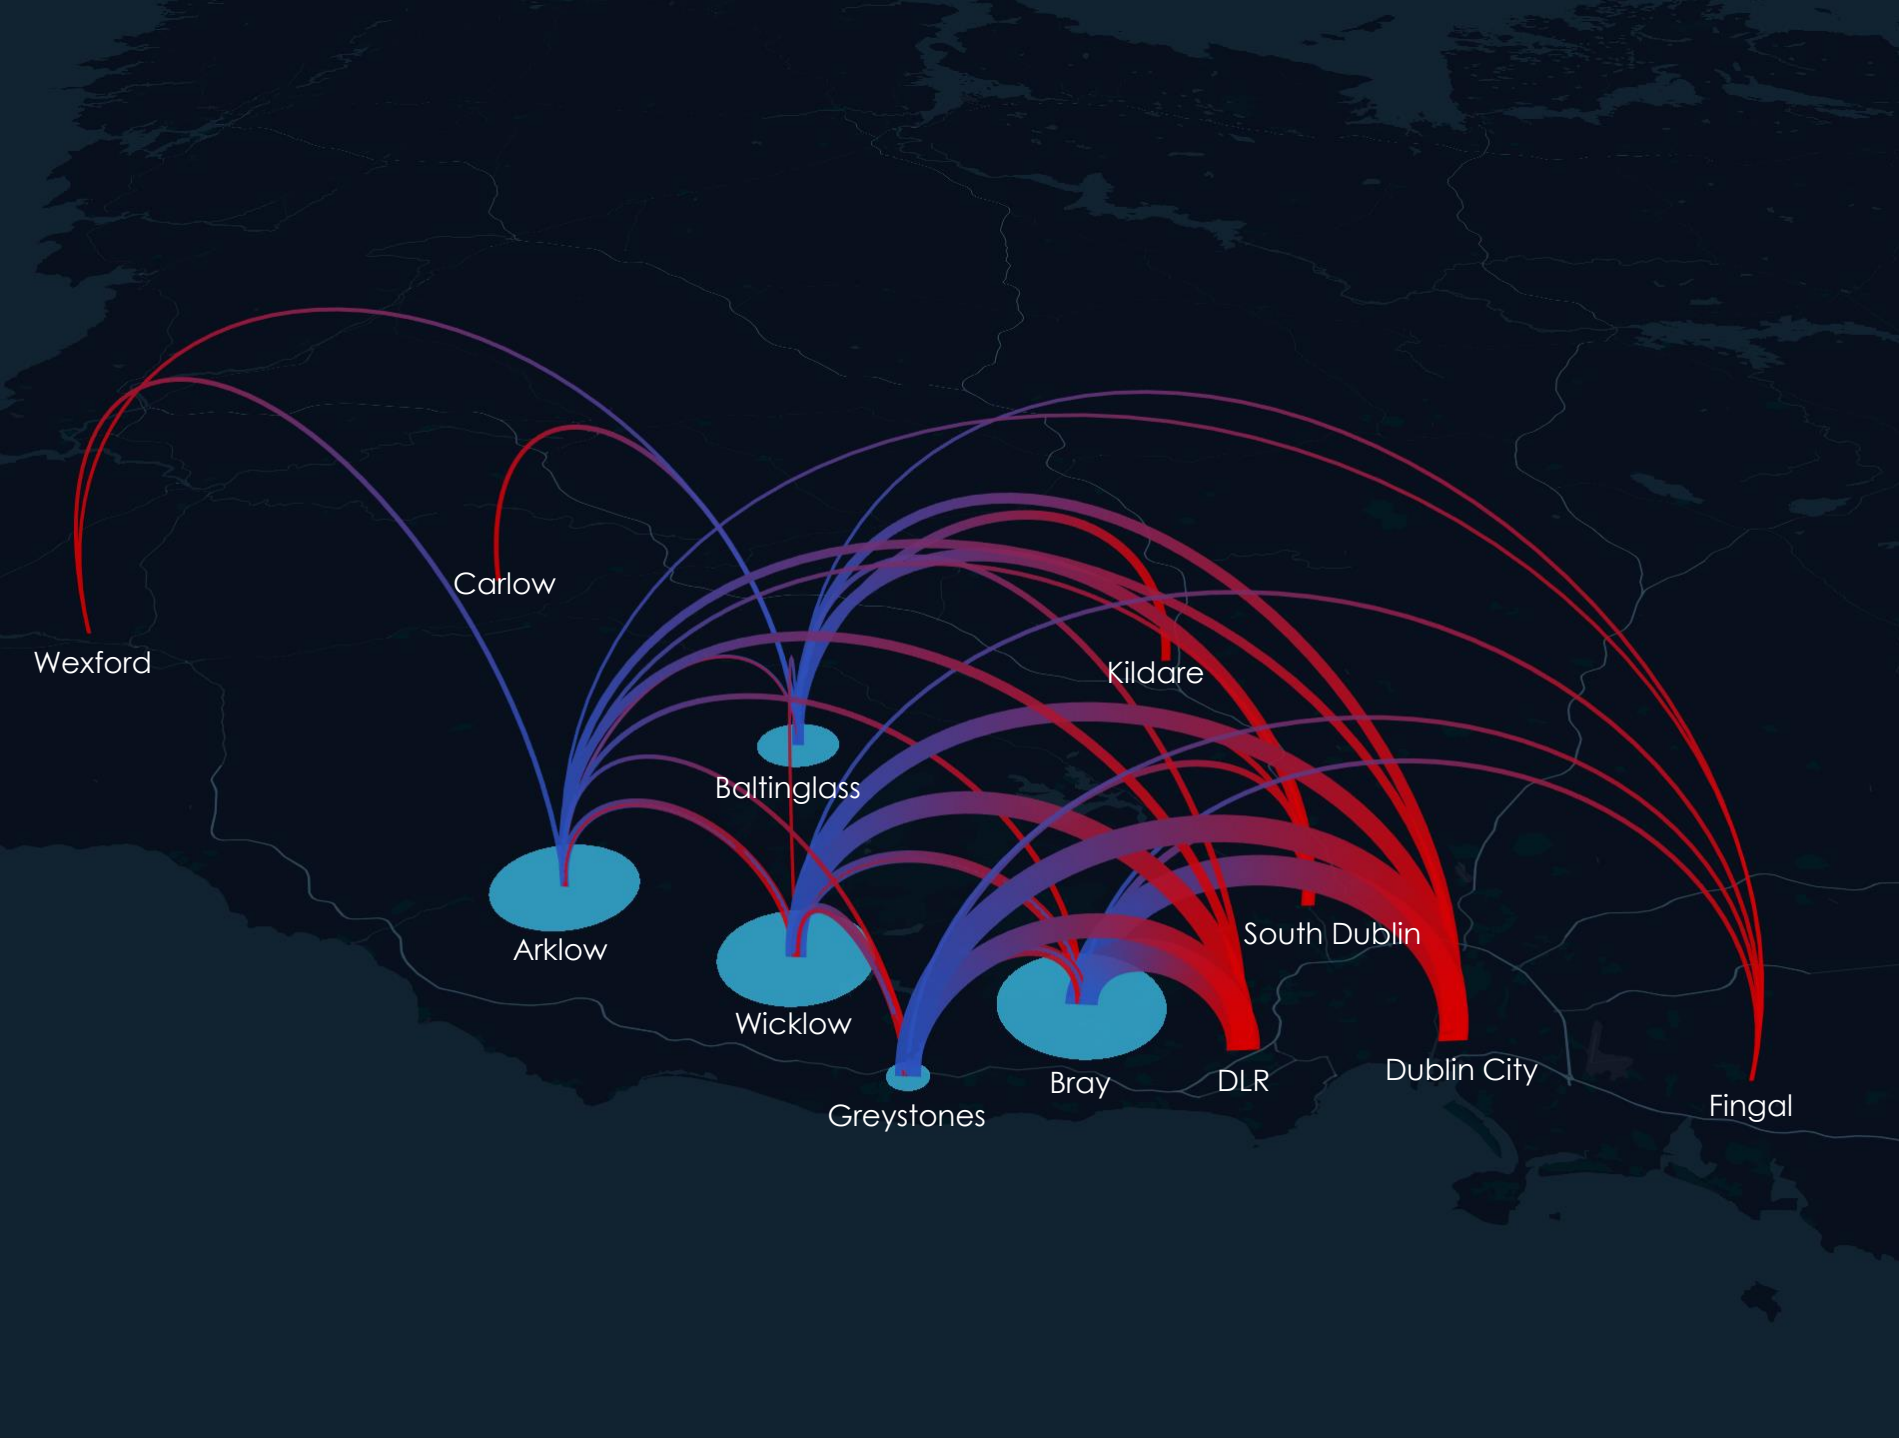 Carlow
Wexford
Kildare
Baltinglass
South Dublin
Arklow
Wicklow
Dublin City
DLR
Bray
Fingal
Greystones